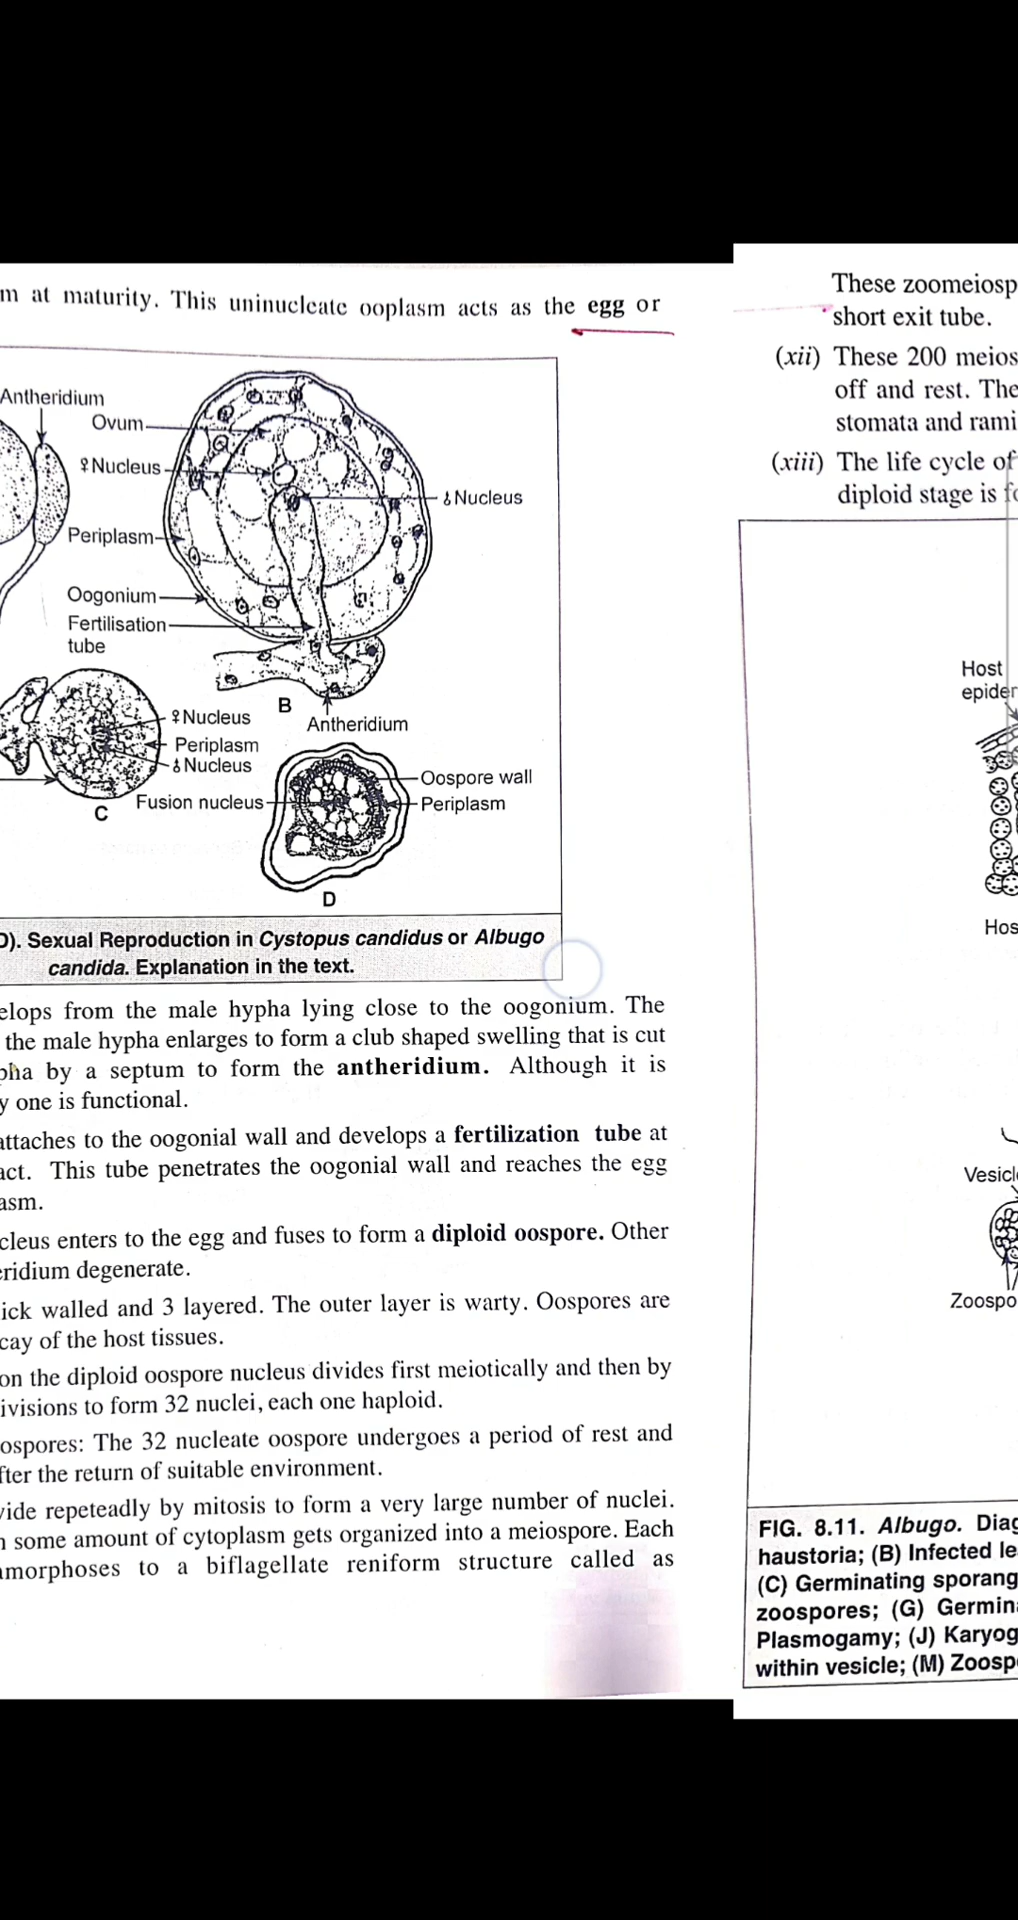 m at maturity. This uninucleate ooplasm acts as the egg or
Antheridium
Ovum
♀Nucleus
♂Nucleus
Periplasm
Oogonium
Fertilisation
tube
B
Antheridium
♀Nucleus
Periplasm
♂Nucleus
C
Oospore wall
Fusion nucleus
Periplasm
D
D). Sexual Reproduction in Cystopus candidus or Albugo
candida. Explanation in the text.
elops from the male hypha lying close to the oogonium. The
the male hypha enlarges to form a club shaped swelling that is cut
pha by a septum to form the antheridium. Although it is
y one is functional.
attaches to the oogonial wall and develops a fertilization tube at
act. This tube penetrates the oogonial wall and reaches the egg
asm.
cleus enters to the egg and fuses to form a diploid oospore. Other
eridium degenerate.
ick walled and 3 layered. The outer layer is warty. Oospores are
cay of the host tissues.
on the diploid oospore nucleus divides first meiotically and then by
ivisions to form 32 nuclei, each one haploid.
ospores: The 32 nucleate oospore undergoes a period of rest and
fter the return of suitable environment.
vide repeteadly by mitosis to form a very large number of nuclei.
n some amount of cytoplasm gets organized into a meiospore. Each
amorphoses to a biflagellate reniform structure called as
These zoomeiosp
short exit tube.
(xii) These 200 meios
off and rest. The
stomata and rami
(xiii) The life cycle of
diploid stage is fo
Host
epider
Hos
Vesicl
Zoospo
FIG. 8.11. Albugo. Diag
haustoria; (B) Infected le
(C) Germinating sporang
zoospores; (G) Germina
Plasmogamy; (J) Karyog
within vesicle; (M) Zoosp